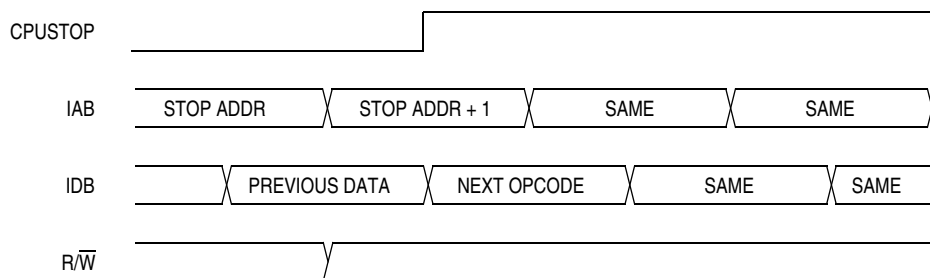 CPUSTOP
IAB STOP ADDR STOP ADDR + 1 SAME SAME
IDB PREVIOUS DATA NEXT OPCODE SAME SAME
R/W̅